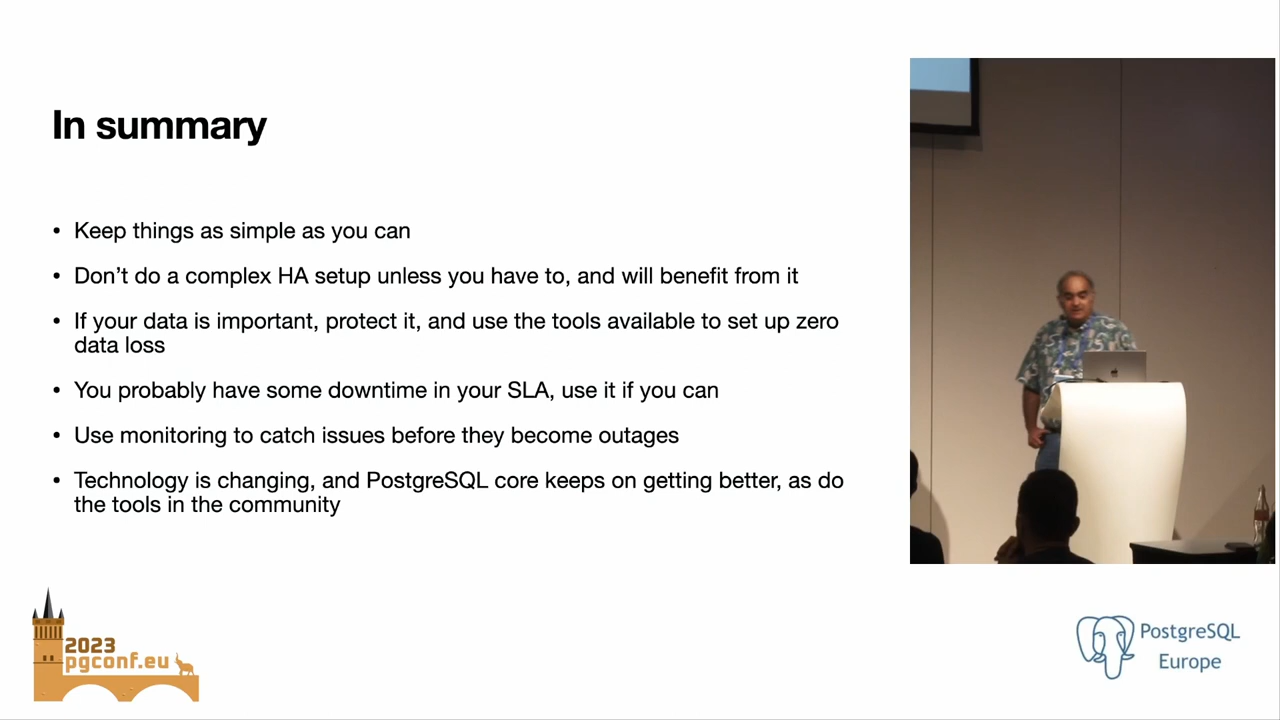 In summary
• Keep things as simple as you can
• Don’t do a complex HA setup unless you have to, and will benefit from it
• If your data is important, protect it, and use the tools available to set up zero
data loss
• You probably have some downtime in your SLA, use it if you can
• Use monitoring to catch issues before they become outages
• Technology is changing, and PostgreSQL core keeps on getting better, as do
the tools in the community
2023
pgconf.eu
PostgreSQL
Europe